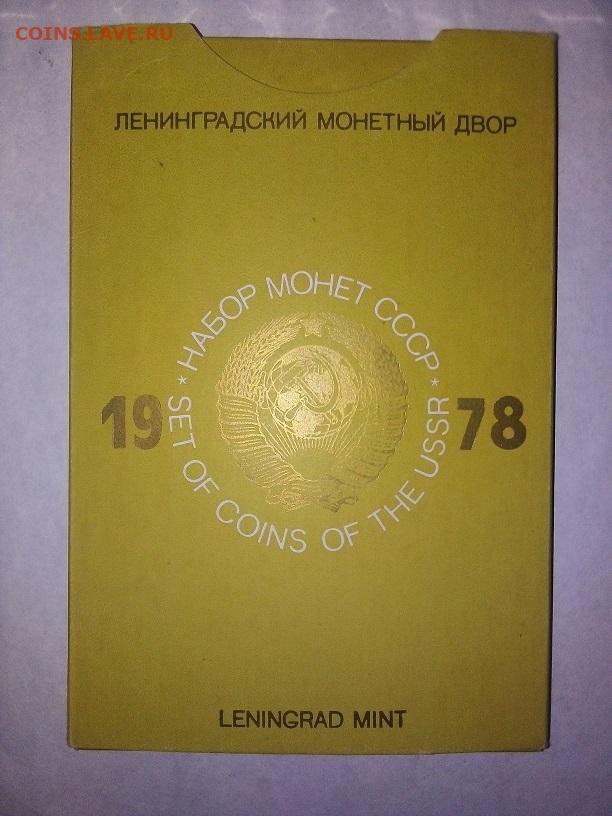 COINS.LAVE.RU
ЛЕНИНГРАДСКИЙ МОНЕТНЫЙ ДВОР
* НАБОР МОНЕТ СССР *
19 78
SET OF COINS OF THE USSR
LENINGRAD MINT